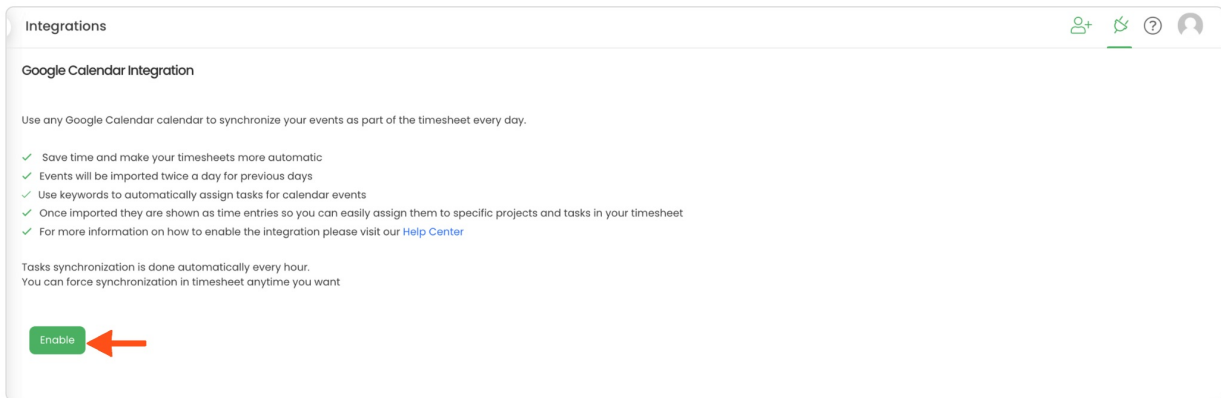 Integrations
Google Calendar Integration
Use any Google Calendar calendar to synchronize your events as part of the timesheet every day.
Save time and make your timesheets more automatic
Events will be imported twice a day for previous days
Use keywords to automatically assign tasks for calendar events
Once imported they are shown as time entries so you can easily assign them to specific projects and tasks in your timesheet
For more information on how to enable the integration please visit our Help Center
Tasks synchronization is done automatically every hour.
You can force synchronization in timesheet anytime you want
Enable